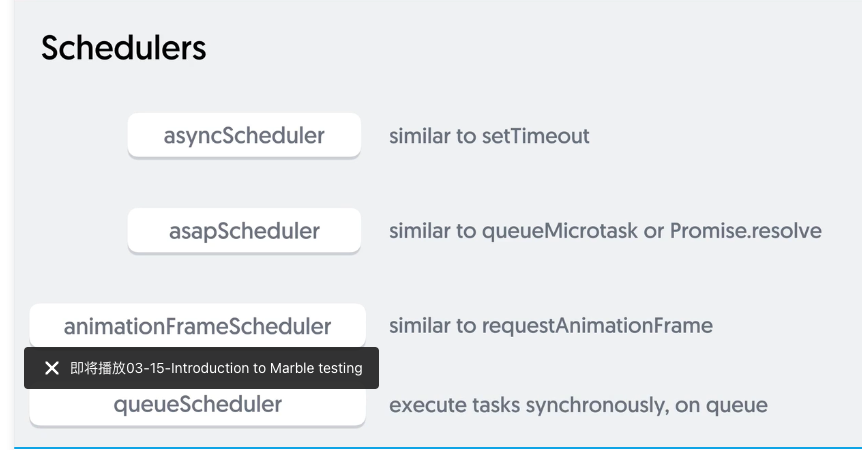 Schedulers
asyncScheduler similar to setTimeout
asapScheduler similar to queueMicrotask or Promise.resolve
animationFrameScheduler similar to requestAnimationFrame
即将播放03-15-Introduction to Marble testing
queueScheduler execute tasks synchronously, on queue